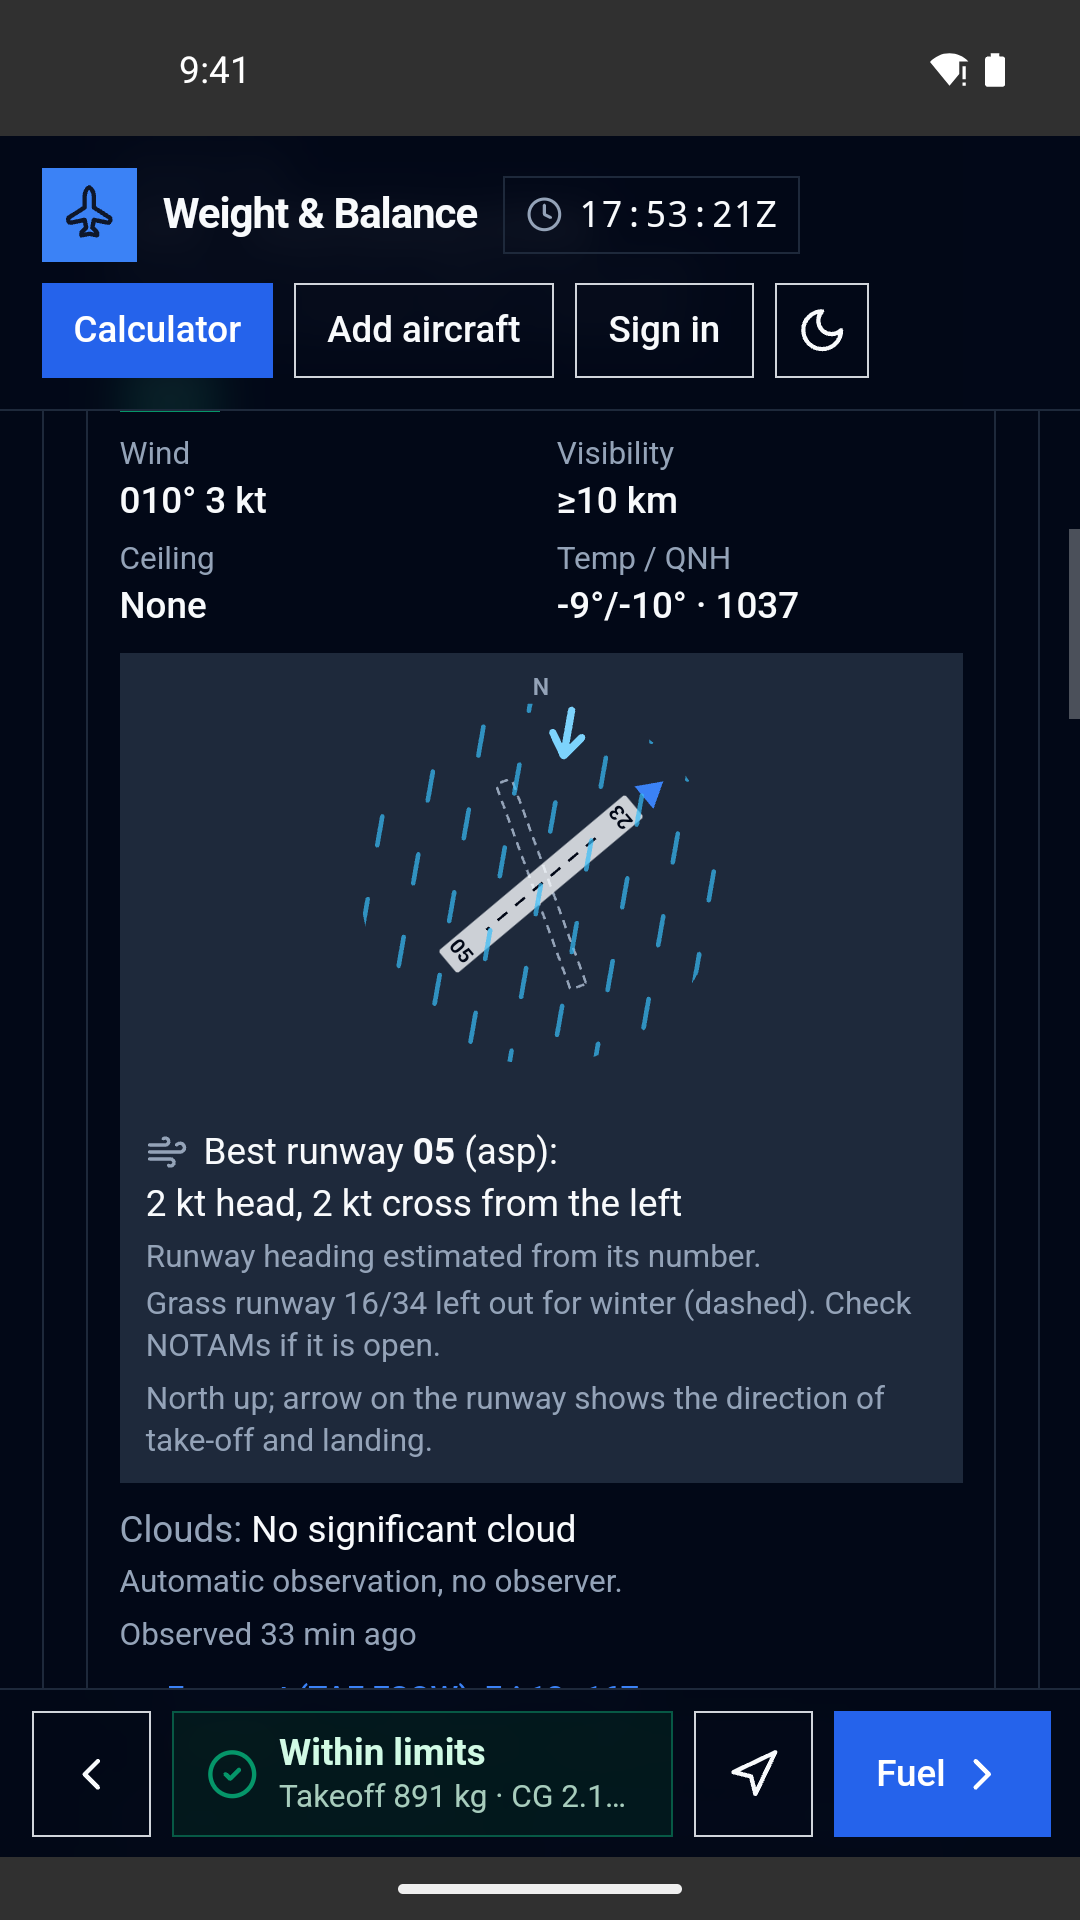 9:41
Weight & Balance
17:53:21Z
Calculator
Add aircraft
Sign in
Wind
Visibility
010° 3 kt
≥10 km
Ceiling
Temp / QNH
None
-9°/-10° · 1037
N
23
05
Best runway 05 (asp):
2 kt head, 2 kt cross from the left
Runway heading estimated from its number.
Grass runway 16/34 left out for winter (dashed). Check
NOTAMs if it is open.
North up; arrow on the runway shows the direction of
take-off and landing.
Clouds: No significant cloud
Automatic observation, no observer.
Observed 33 min ago
Within limits
Takeoff 891 kg · CG 2.1...
Fuel